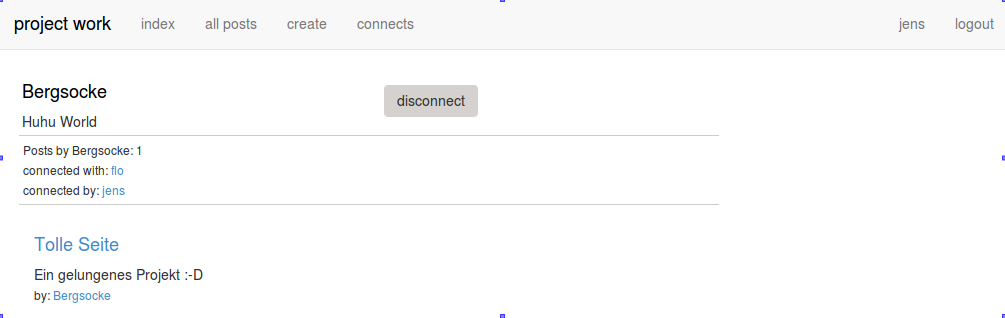 project work index all posts create connects jens logout
Bergsocke disconnect
Huhu World
Posts by Bergsocke: 1
connected with: flo
connected by: jens
Tolle Seite
Ein gelungenes Projekt :-D
by: Bergsocke